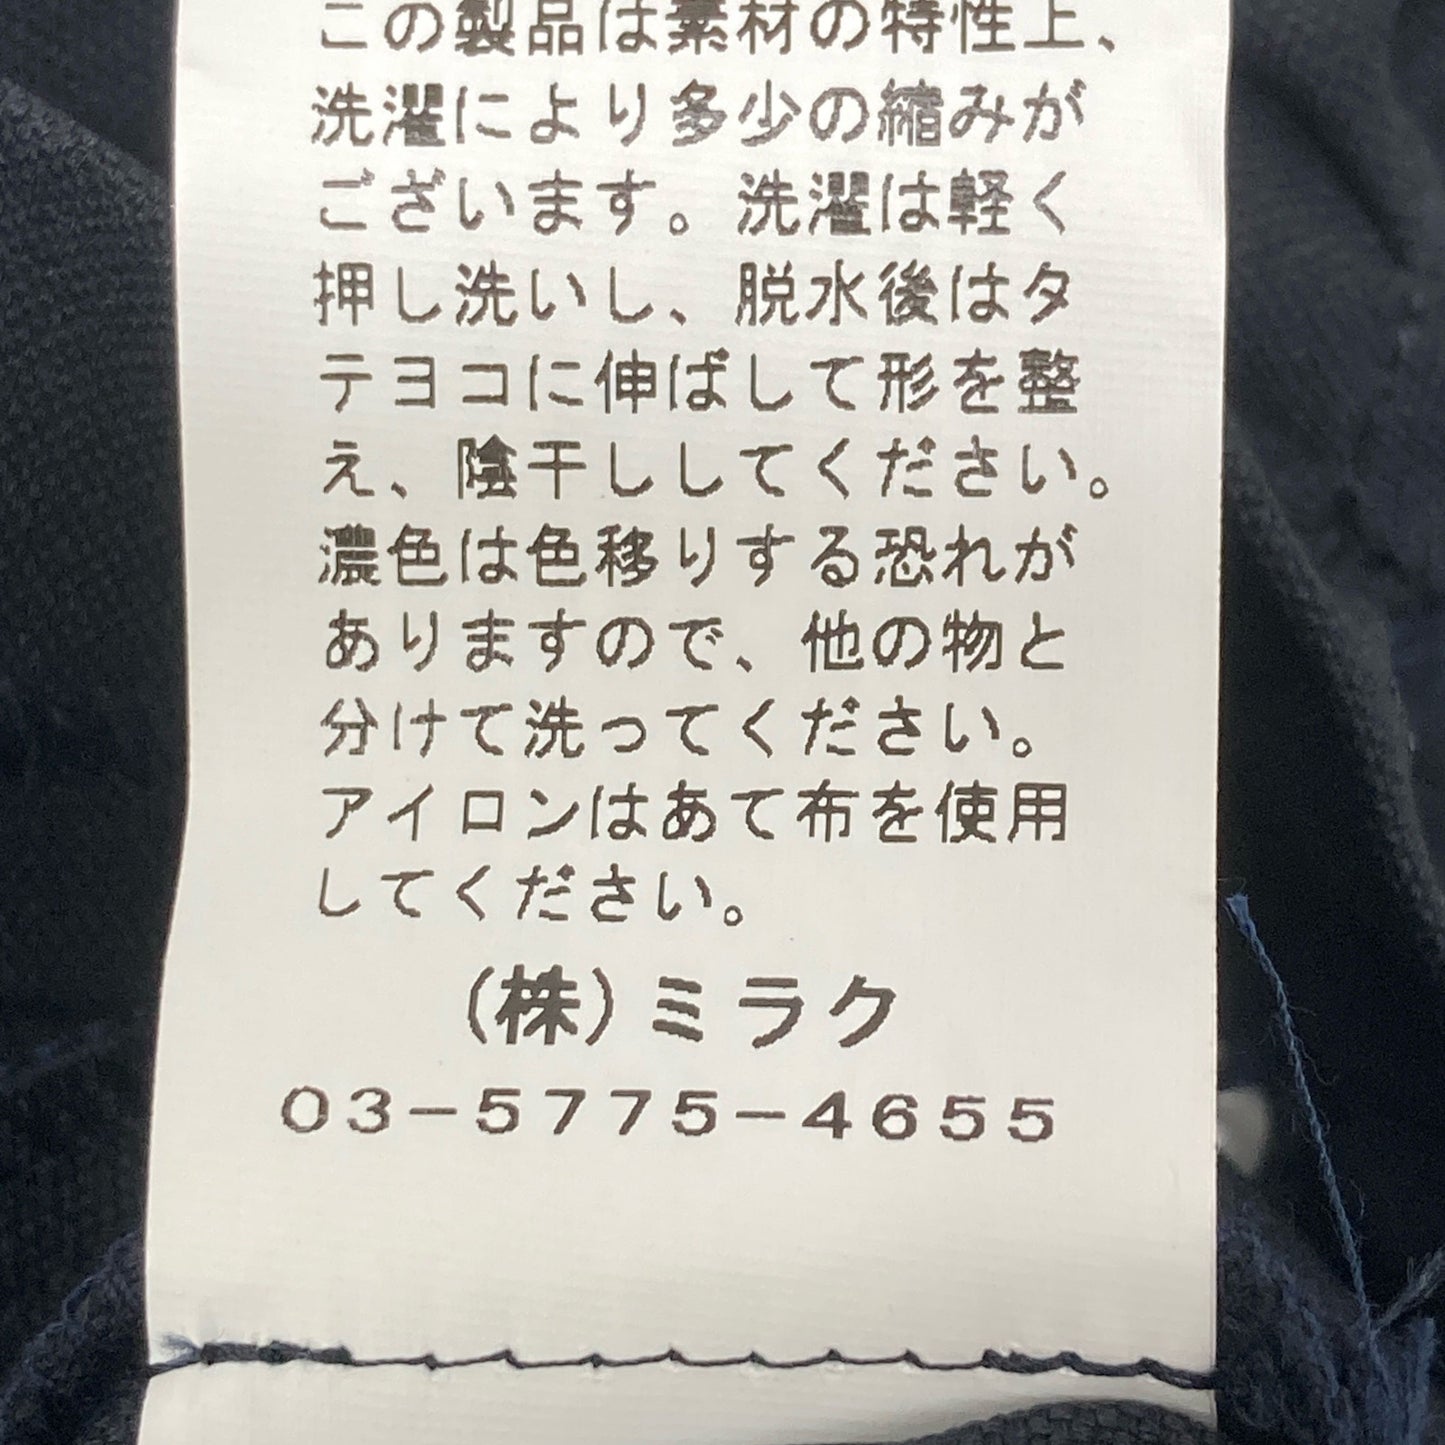 この製品は素材の特性上、
洗濯により多少の縮みが
ございます。洗濯は軽く
押し洗いし、脱水後はタ
テヨコに伸ばして形を整
え、陰干ししてください。
濃色は色移りする恐れが
ありますので、他の物と
分けて洗ってください。
アイロンはあて布を使用
してください。
(株)ミラク
03-5775-4655